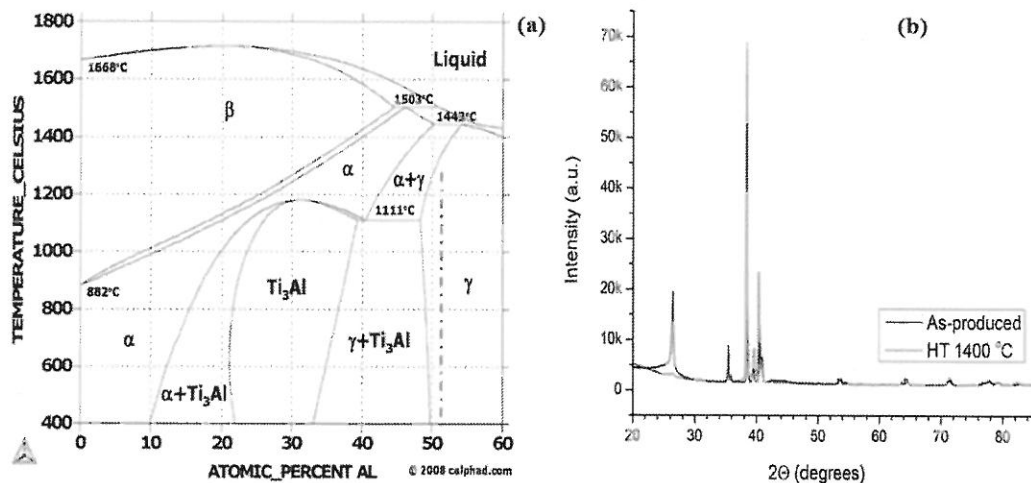 (a)
TEMPERATURE_CELSIUS
1800
1600
1400
1200
1000
800
600
400
1668°C
882°C
1503°C
1443°C
1111°C
Liquid
β
α
α+γ
Ti₃Al
γ
α
γ+Ti₃Al
α+Ti₃Al
0 10 20 30 40 50 60
ATOMIC_PERCENT AL
© 2008 calphad.com
(b)
Intensity (a.u.)
70k
60k
50k
40k
30k
20k
10k
0
As-produced
HT 1400 °C
20 30 40 50 60 70 80
2Θ (degrees)